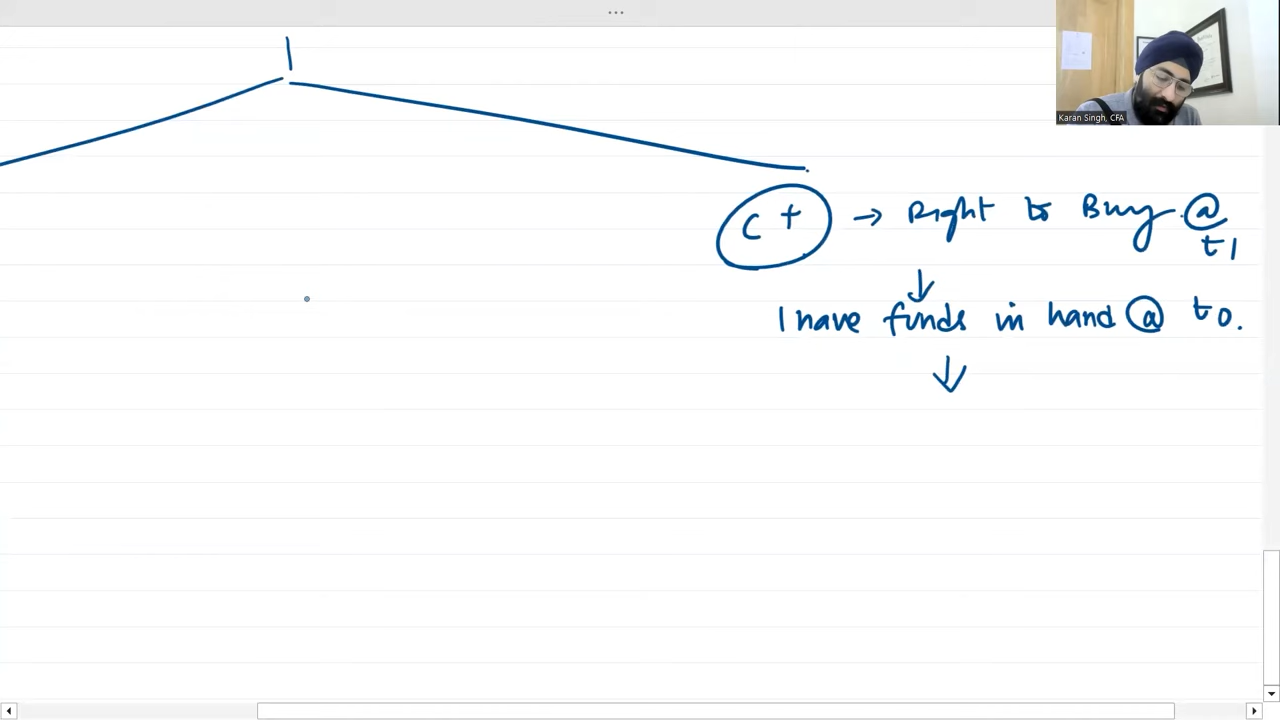 ...
Karan Singh, CFA
C+ → Right to Buy @
t1
↓
I have funds in hand @ t0.
↓